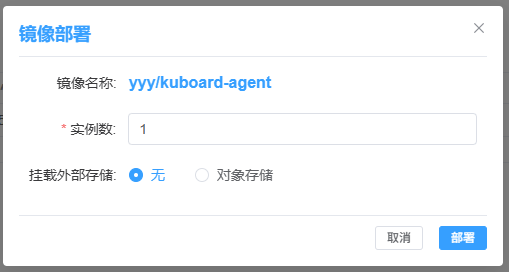 镜像部署
镜像名称: yyy/kuboard-agent
* 实例数: 1
挂载外部存储: 无 对象存储
取消 部署